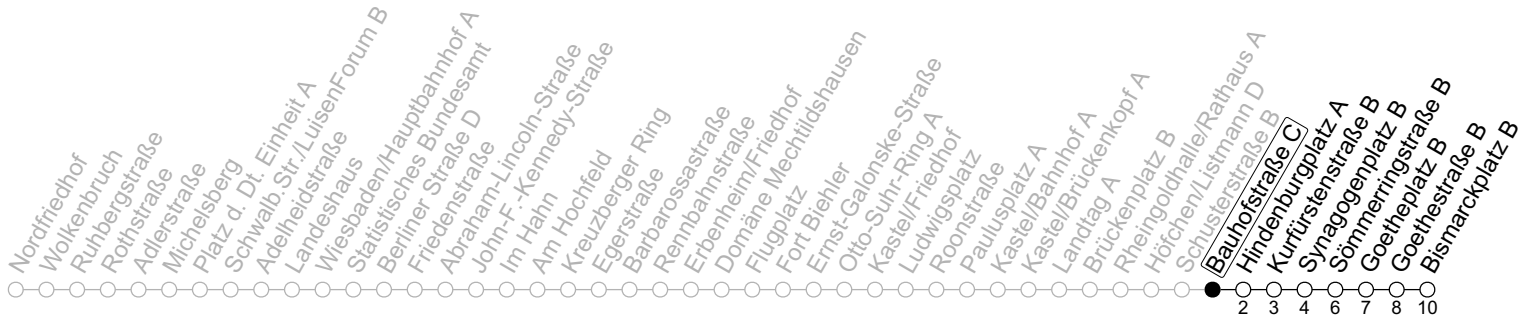 Nordfriedhof
Wolkenbruch
Ruhbergstraße
Rothstraße
Adlerstraße
Michelsberg
Platz d. Dt. Einheit A
Schwalb.Str./LuisenForum B
Adelheidstraße
Landeshaus
Wiesbaden/Hauptbahnhof A
Statistisches Bundesamt
Berliner Straße D
Friedenstraße
Abraham-Lincoln-Straße
John-F.-Kennedy-Straße
Im Hahn
Am Hochfeld
Kreuzberger Ring
Egerstraße
Barbarossastraße
Rennbahnstraße
Erbenheim/Friedhof
Domäne Mechtildshausen
Flugplatz
Fort Biehler
Ernst-Galonske-Straße
Otto-Suhr-Ring A
Kastel/Friedhof
Ludwigsplatz
Roonstraße
Paulusplatz A
Kastel/Bahnhof A
Kastel/Brückenkopf A
Landtag A
Brückenplatz B
Rheingoldhalle/Rathaus A
Höfchen/Listmann D
Schusterstraße B
Bauhofstraße C
Hindenburgplatz A
Kurfürstenstraße B
Synagogenplatz B
Sömmerringstraße B
Goetheplatz B
Goethestraße B
Bismarckplatz B
2 3 4 6 7 8 10